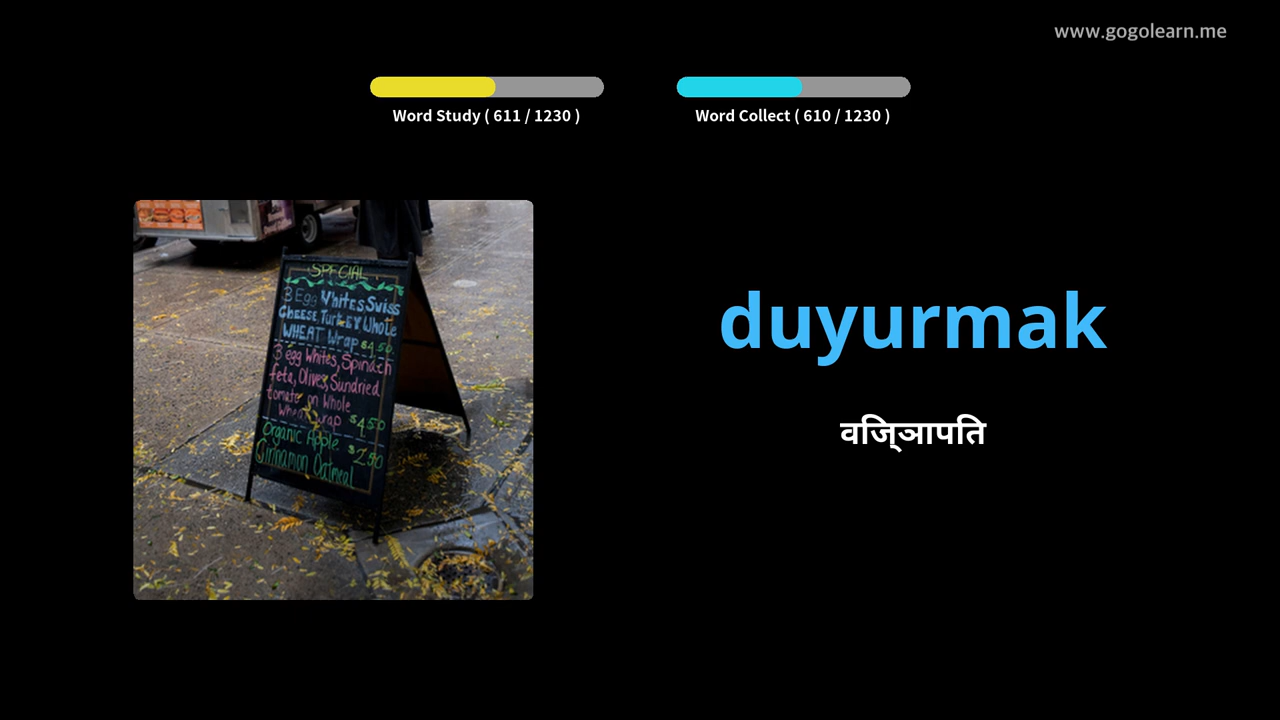 www.gogolearn.me
Word Study ( 611 / 1230 )
Word Collect ( 610 / 1230 )
SPECIAL
3 Egg Whites, Swiss
Cheese, Turkey Whole
WHEAT Wrap $4.50
3 egg Whites, Spinach
feta, Olives, Sundried
tomato on Whole
Wheat Wrap $4.50
Organic Apple
Cinnamon Oatmeal $2.50
duyurmak
विज्ञापति